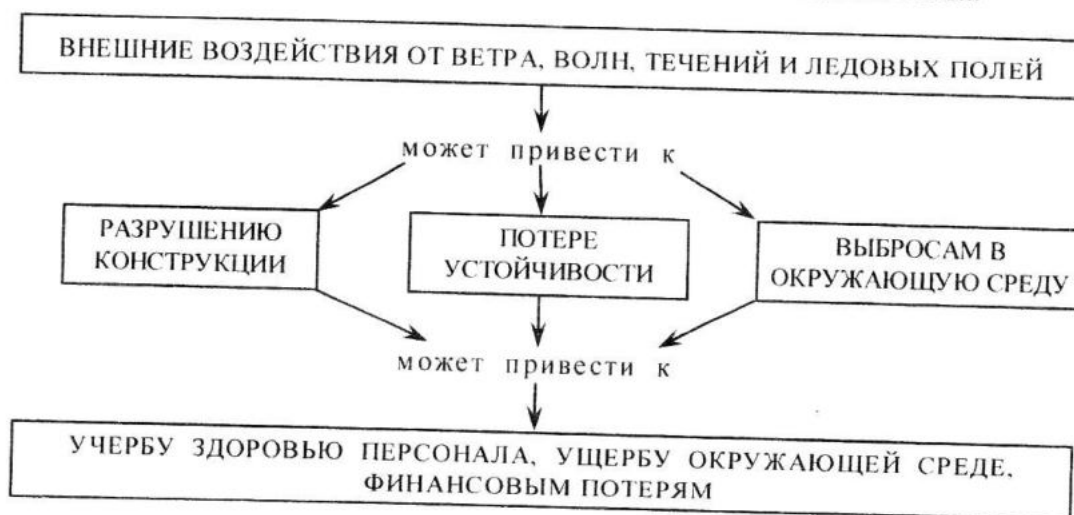 ВНЕШНИЕ ВОЗДЕЙСТВИЯ ОТ ВЕТРА, ВОЛН, ТЕЧЕНИЙ И ЛЕДОВЫХ ПОЛЕЙ
может привести к
РАЗРУШЕНИЮ
КОНСТРУКЦИИ
ПОТЕРЕ
УСТОЙЧИВОСТИ
ВЫБРОСАМ В
ОКРУЖАЮЩУЮ СРЕДУ
может привести к
УЧЕРБУ ЗДОРОВЬЮ ПЕРСОНАЛА, УЩЕРБУ ОКРУЖАЮЩЕЙ СРЕДЕ,
ФИНАНСОВЫМ ПОТЕРЯМ